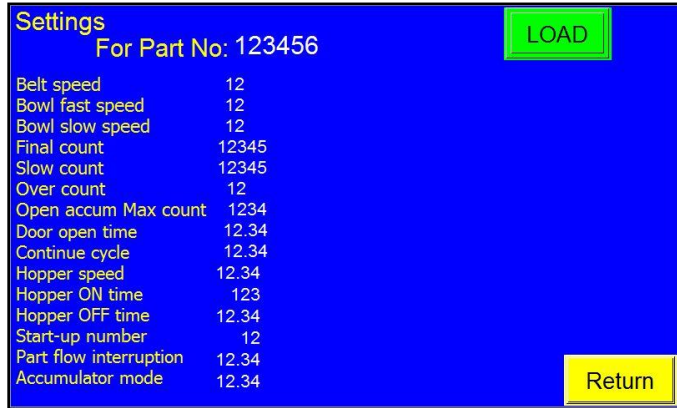 Settings
For Part No: 123456
LOAD
Belt speed 12
Bowl fast speed 12
Bowl slow speed 12
Final count 12345
Slow count 12345
Over count 12
Open accum Max count 1234
Door open time 12.34
Continue cycle 12.34
Hopper speed 12.34
Hopper ON time 123
Hopper OFF time 12.34
Start-up number 12
Part flow interruption 12.34
Accumulator mode 12.34
Return